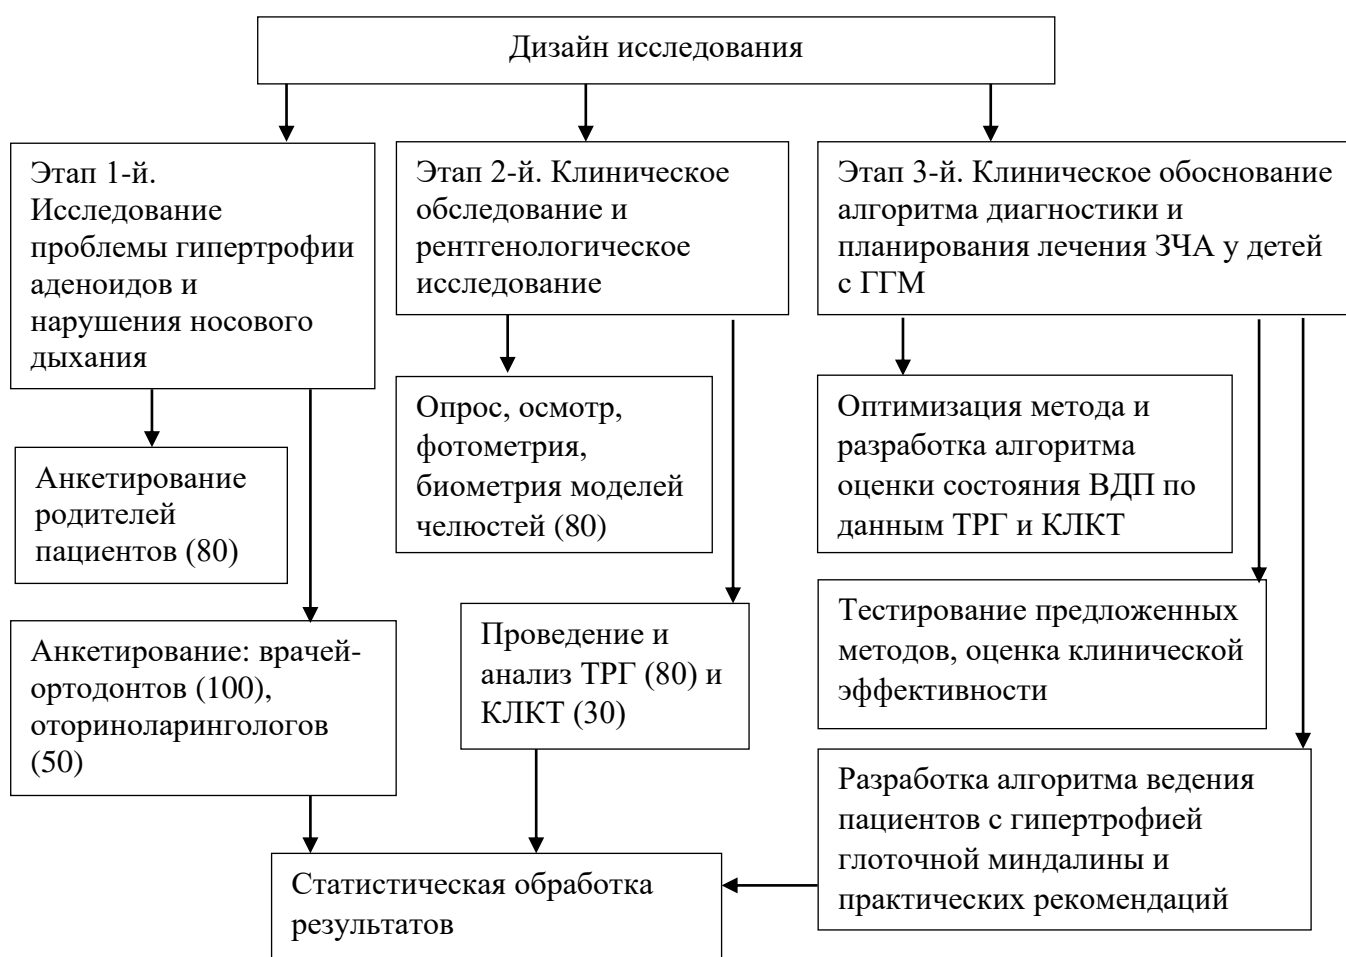 Дизайн исследования
Этап 1-й.
Исследование
проблемы гипертрофии
аденоидов и
нарушения носового
дыхания
Этап 2-й. Клиническое
обследование и
рентгенологическое
исследование
Этап 3-й. Клиническое обоснование
алгоритма диагностики и
планирования лечения ЗЧА у детей
с ГГМ
Анкетирование
родителей
пациентов (80)
Опрос, осмотр,
фотометрия,
биометрия моделей
челюстей (80)
Оптимизация метода и
разработка алгоритма
оценки состояния ВДП по
данным ТРГ и КЛКТ
Анкетирование: врачей-
ортодонтов (100),
оториноларингологов
(50)
Проведение и
анализ ТРГ (80) и
КЛКТ (30)
Тестирование предложенных
методов, оценка клинической
эффективности
Разработка алгоритма ведения
пациентов с гипертрофией
глоточной миндалины и
практических рекомендаций
Статистическая обработка
результатов